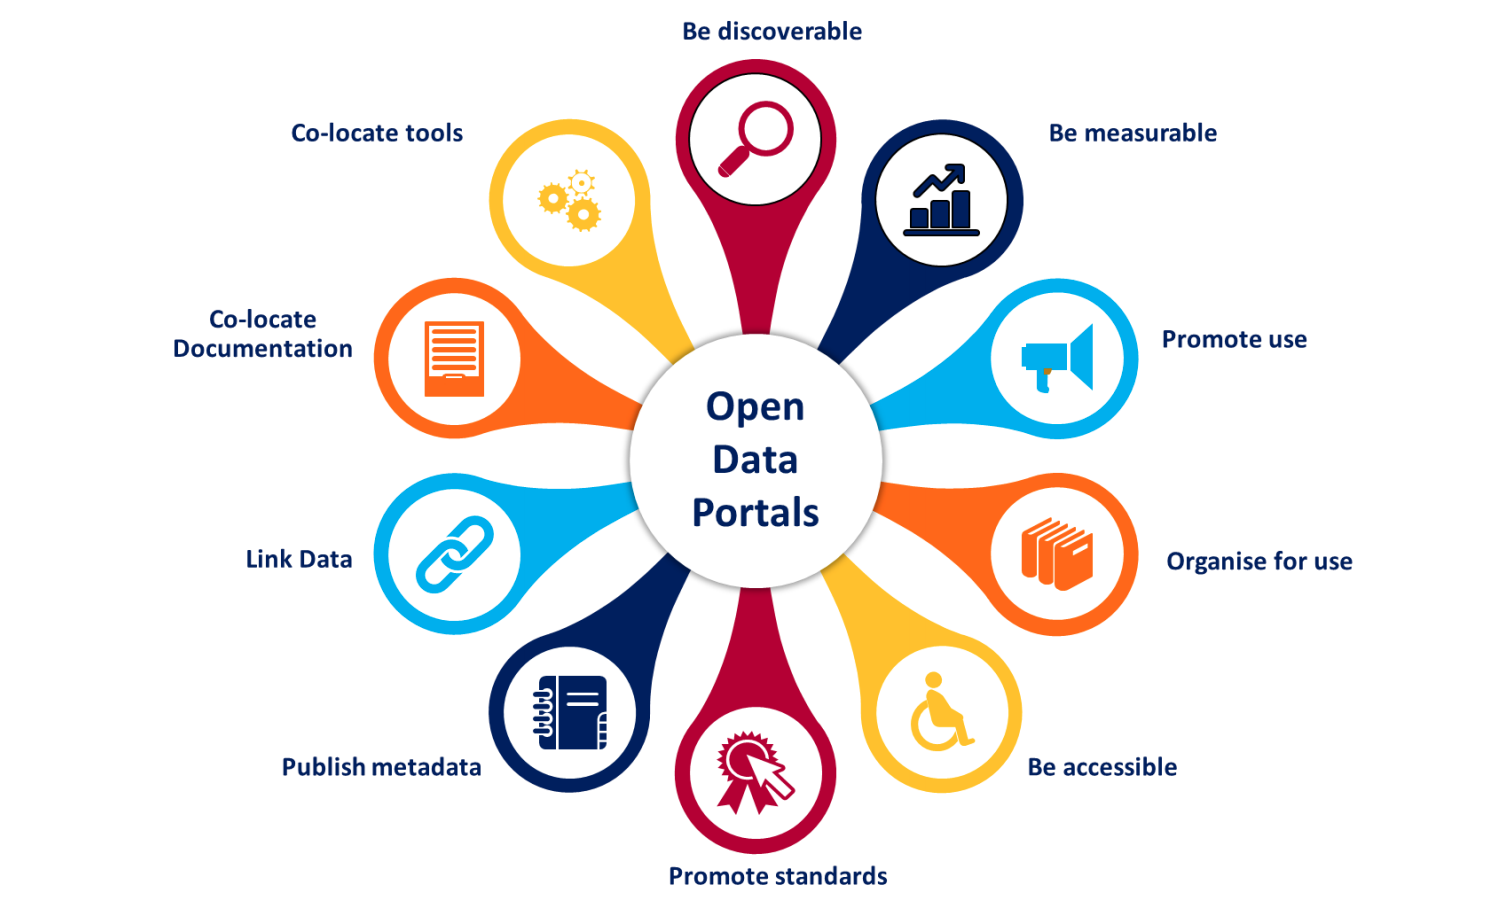 Be discoverable
Co-locate tools
Be measurable
Co-locate
Documentation
Promote use
Open
Data
Portals
Link Data
Organise for use
Publish metadata
Be accessible
Promote standards